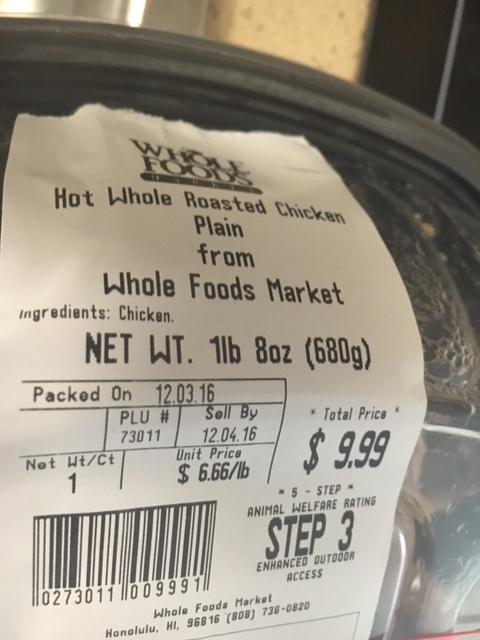 WHOLE
FOODS
MARKET
Hot Whole Roasted Chicken
Plain
from
Whole Foods Market
Ingredients: Chicken.
NET WT. 1lb 8oz (680g)
Packed On 12.03.16
PLU # Sell By
73011 12.04.16
Net Wt/Ct Unit Price
1 $ 6.66/lb
* Total Price *
$ 9.99
* 5 - STEP *
ANIMAL WELFARE RATING
STEP 3
ENHANCED OUTDOOR
ACCESS
0273011 009991
Whole Foods Market
Honolulu, HI, 96816 (808) 738-0820